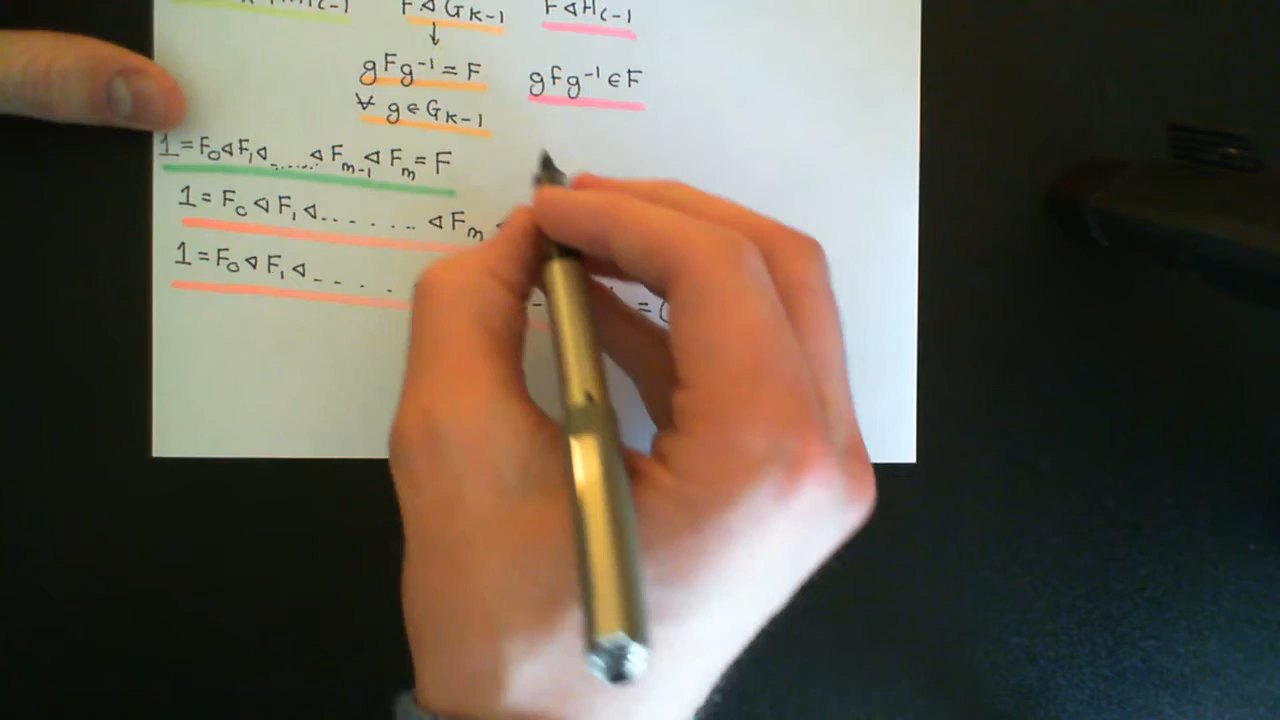 F ⊲ G_{K-1} F ⊲ H_{L-1}
↓
gFg⁻¹ = F gfg⁻¹ ∈ F
∀ g ∈ G_{K-1}
1 = F₀ ⊲ F₁ ⊲ ...... ⊲ F_{m-1} ⊲ F_m = F
1 = F₀ ⊲ F₁ ⊲ ...... ⊲ F_m
1 = F₀ ⊲ F₁ ⊲ ....